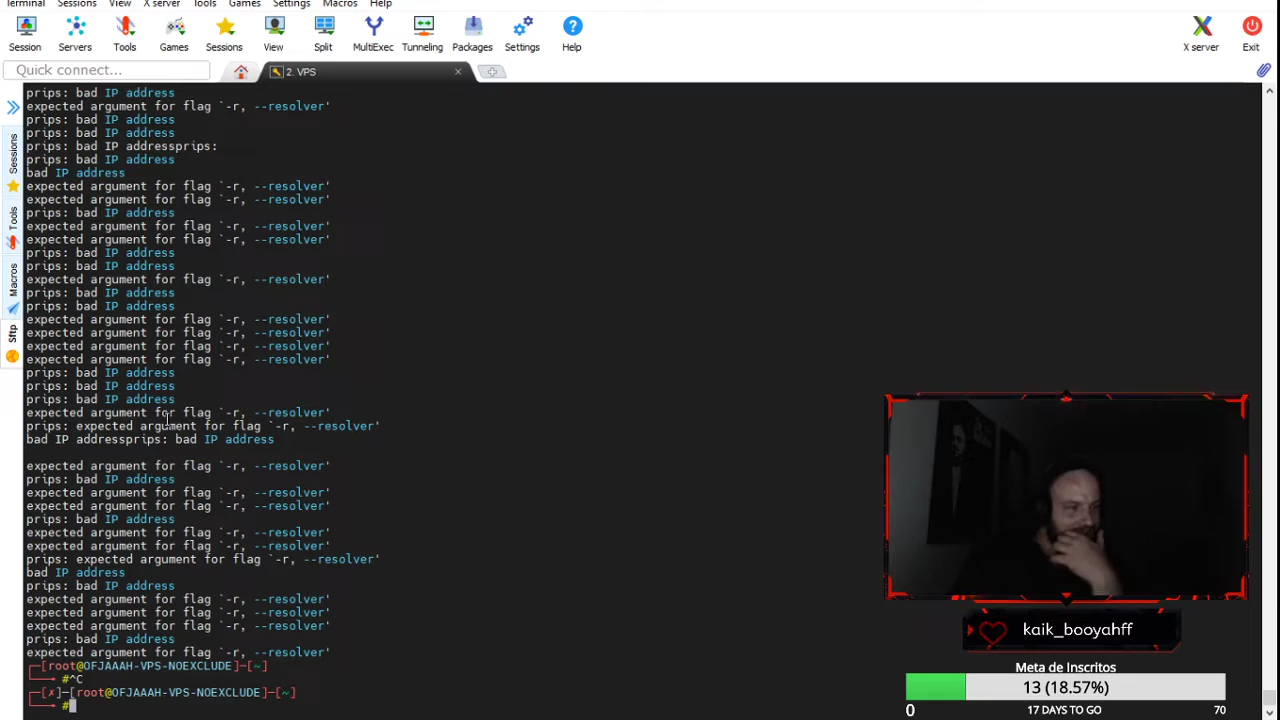 Terminal Sessions View X server Tools Games Settings Macros Help
Session Servers Tools Games Sessions View Split MultiExec Tunneling Packages Settings Help X server Exit
Quick connect... 2. VPS
Sessions
Tools
Macros
Sftp
prips: bad IP address
expected argument for flag `-r, --resolver'
prips: bad IP address
prips: bad IP address
prips: bad IP addressprips:
prips: bad IP address
bad IP address
expected argument for flag `-r, --resolver'
expected argument for flag `-r, --resolver'
prips: bad IP address
expected argument for flag `-r, --resolver'
expected argument for flag `-r, --resolver'
prips: bad IP address
prips: bad IP address
expected argument for flag `-r, --resolver'
prips: bad IP address
prips: bad IP address
expected argument for flag `-r, --resolver'
expected argument for flag `-r, --resolver'
expected argument for flag `-r, --resolver'
expected argument for flag `-r, --resolver'
prips: bad IP address
prips: bad IP address
prips: bad IP address
expected argument for flag `-r, --resolver'
prips: expected argument for flag `-r, --resolver'
bad IP addressprips: bad IP address
expected argument for flag `-r, --resolver'
prips: bad IP address
expected argument for flag `-r, --resolver'
expected argument for flag `-r, --resolver'
prips: bad IP address
expected argument for flag `-r, --resolver'
expected argument for flag `-r, --resolver'
prips: expected argument for flag `-r, --resolver'
bad IP address
prips: bad IP address
expected argument for flag `-r, --resolver'
expected argument for flag `-r, --resolver'
expected argument for flag `-r, --resolver'
prips: bad IP address
expected argument for flag `-r, --resolver'
[root@OFJAAAH-VPS-NOEXCLUDE]─[~]
#^C
[✗]─[root@OFJAAAH-VPS-NOEXCLUDE]─[~]
#
kaik_booyahff
Meta de Inscritos
13 (18.57%)
0 17 DAYS TO GO 70